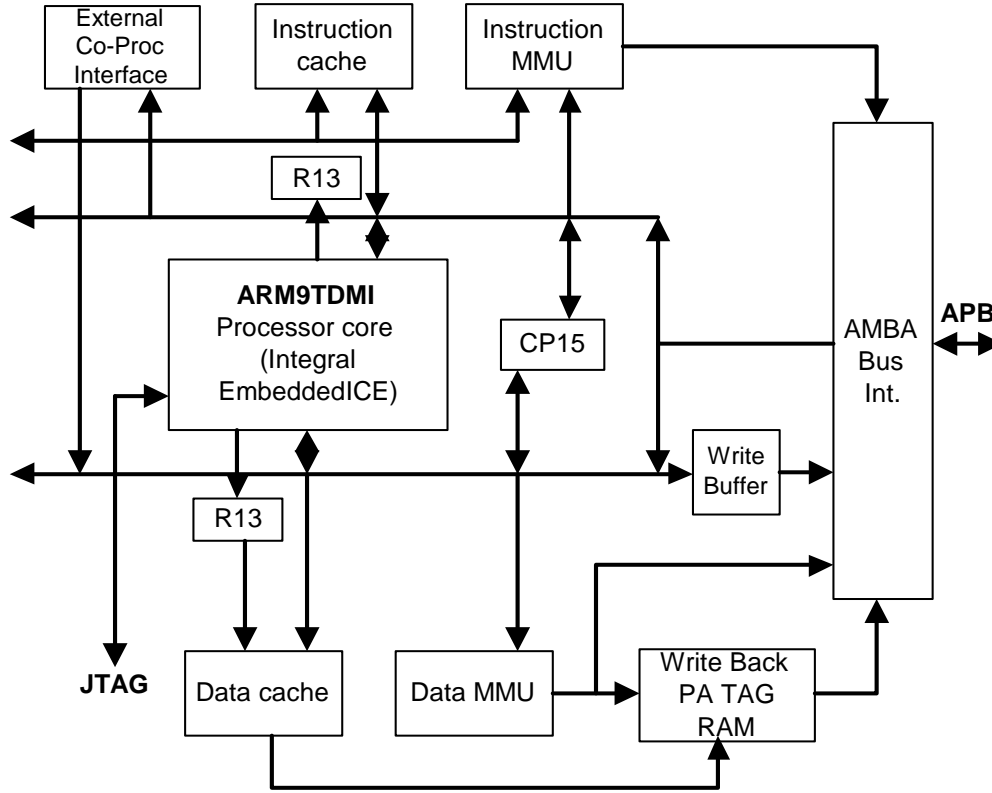 External
Co-Proc
Interface
Instruction
cache
Instruction
MMU
R13
ARM9TDMI
Processor core
(Integral
EmbeddedICE)
CP15
AMBA
Bus
Int.
APB
Write
Buffer
R13
JTAG
Data cache
Data MMU
Write Back
PA TAG
RAM